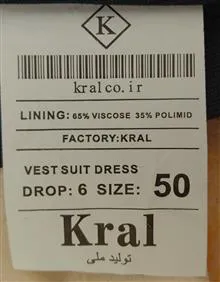 K
kralco.ir
LINING: 65% VISCOSE 35% POLIMID
FACTORY:KRAL
VEST SUIT DRESS
DROP: 6 SIZE: 50
Kral
تولید ملی